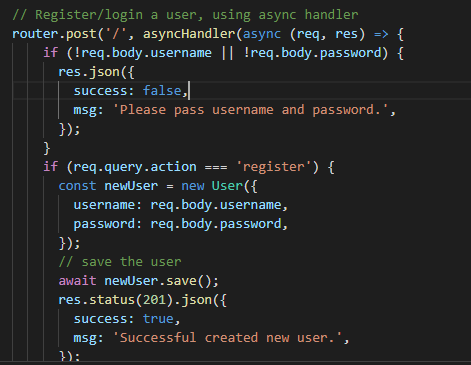 // Register/login a user, using async handler
router.post('/', asyncHandler(async (req, res) => {
    if (!req.body.username || !req.body.password) {
      res.json({
        success: false,
        msg: 'Please pass username and password.',
      });
    }
    if (req.query.action === 'register') {
      const newUser = new User({
        username: req.body.username,
        password: req.body.password,
      });
      // save the user
      await newUser.save();
      res.status(201).json({
        success: true,
        msg: 'Successful created new user.',
      });